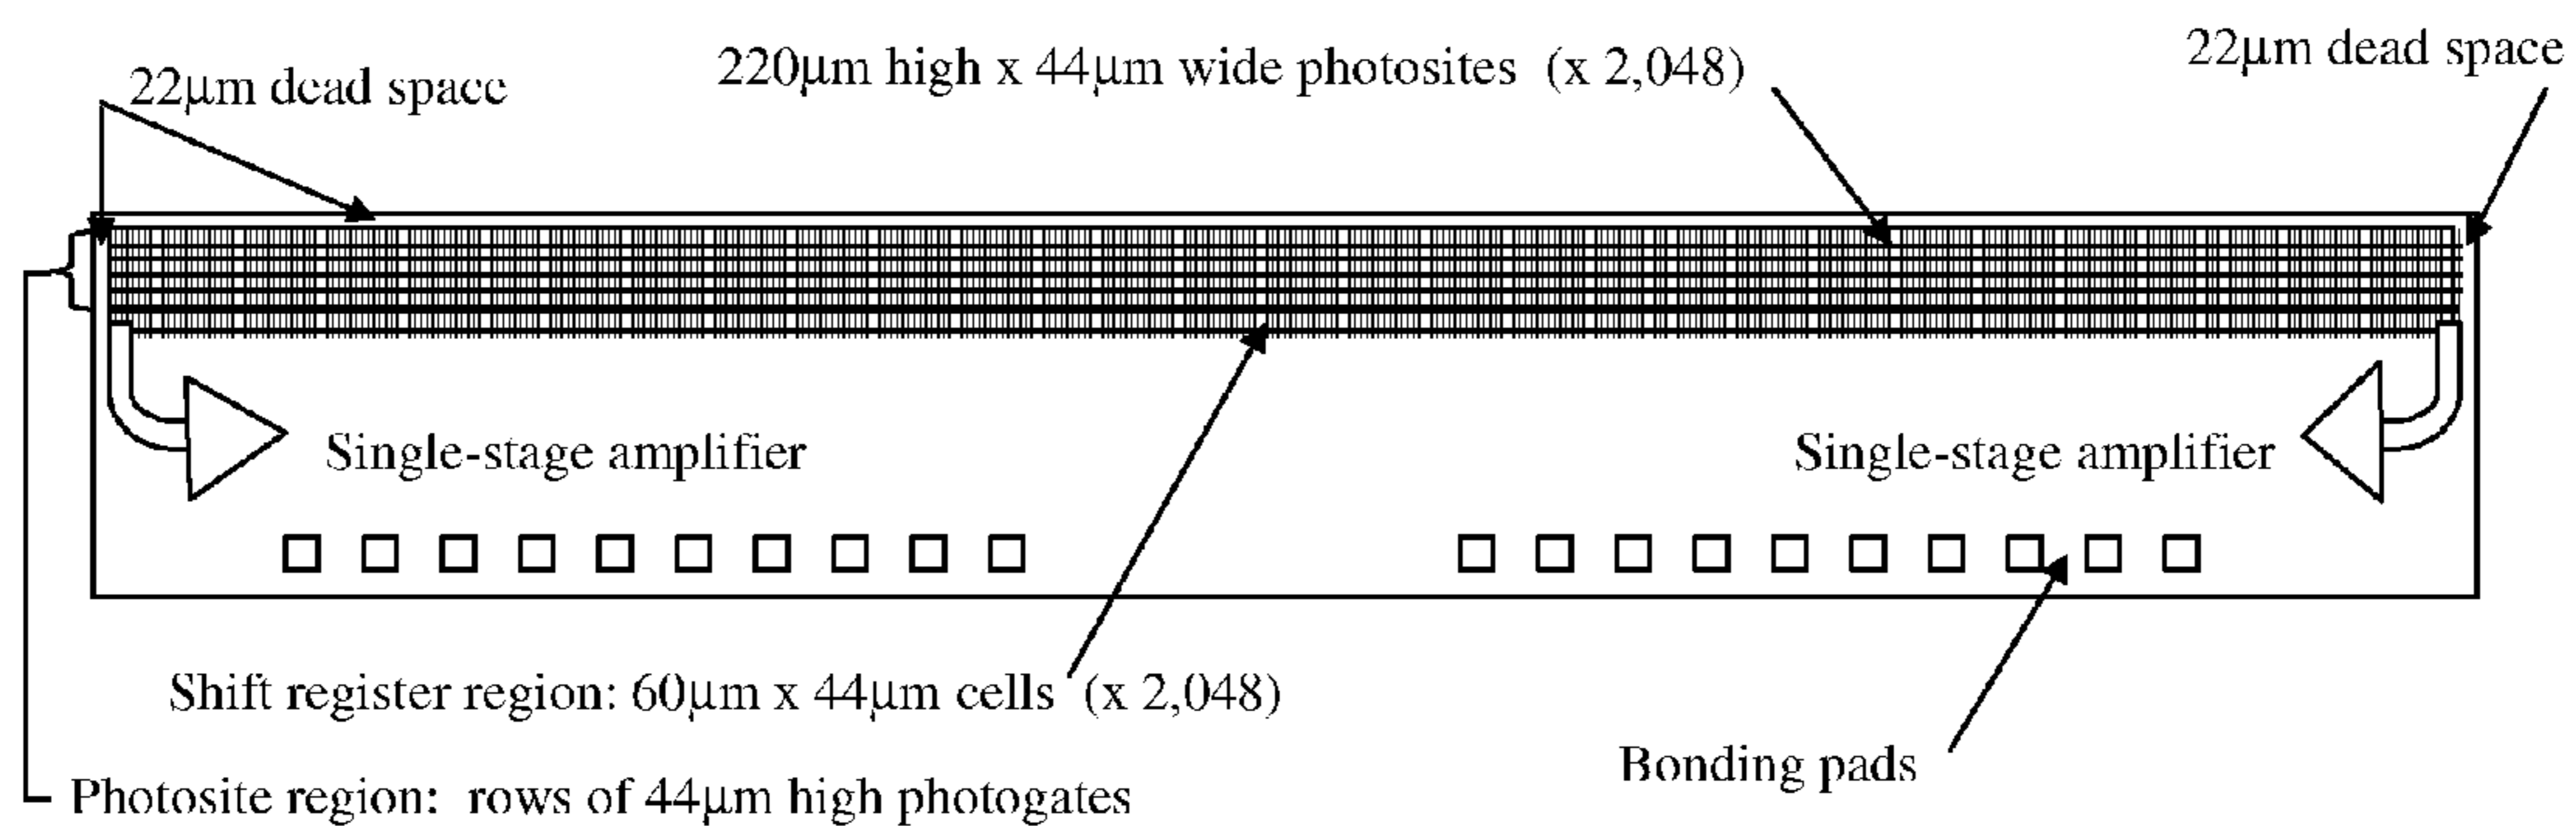 22μm dead space
220μm high x 44μm wide photosites (x 2,048)
22μm dead space
Single-stage amplifier
Single-stage amplifier
Shift register region: 60μm x 44μm cells (x 2,048)
Bonding pads
Photosite region: rows of 44μm high photogates